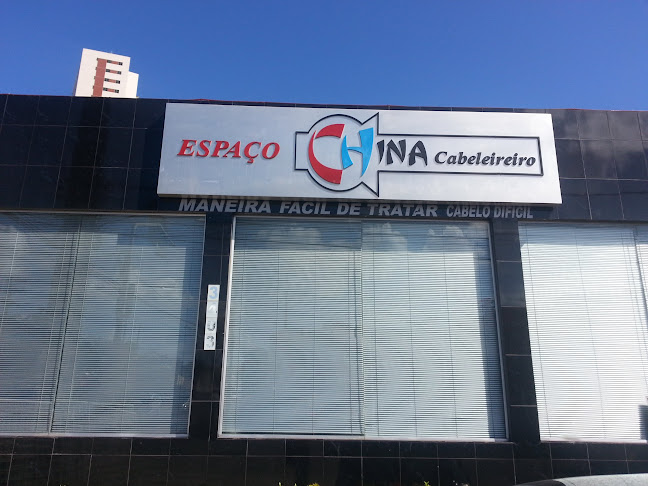 ESPAÇO CHINA Cabeleireiro
MANEIRA FACIL DE TRATAR CABELO DIFICIL